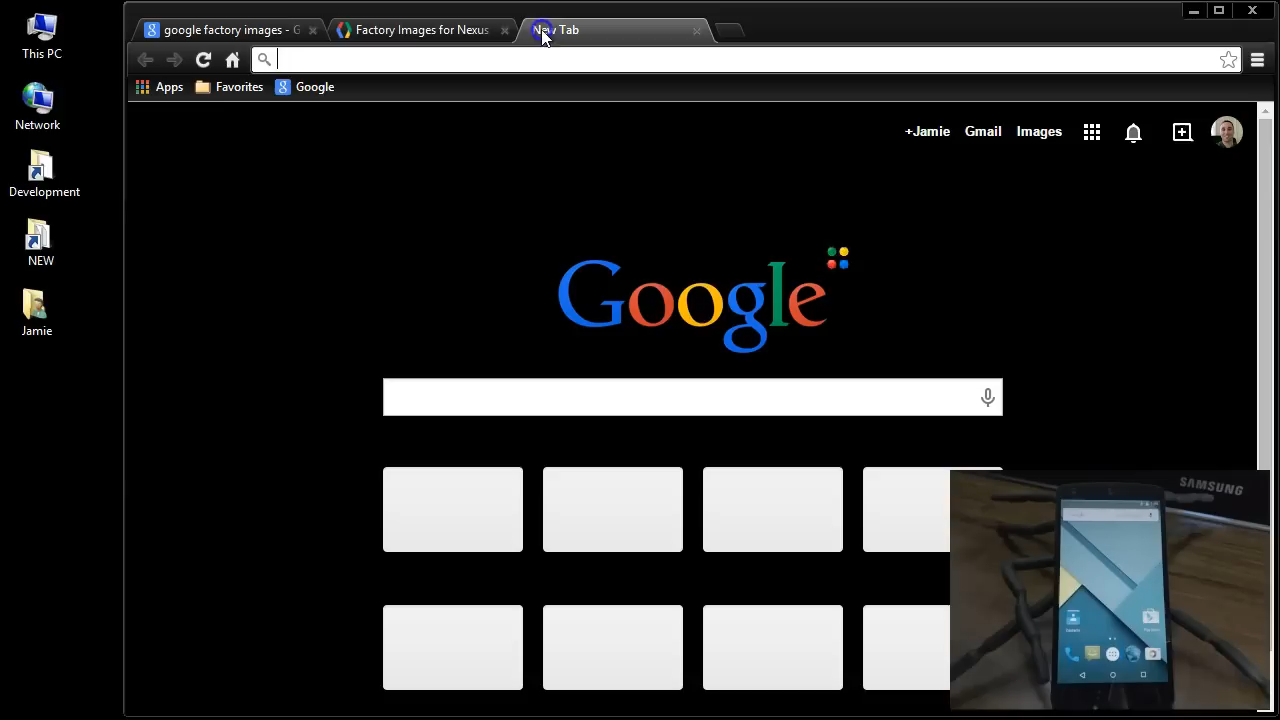 This PC
Network
Development
NEW
Jamie
google factory images - G
Factory Images for Nexus
New Tab
Apps
Favorites
Google
+Jamie
Gmail
Images
Google
SAMSUNG